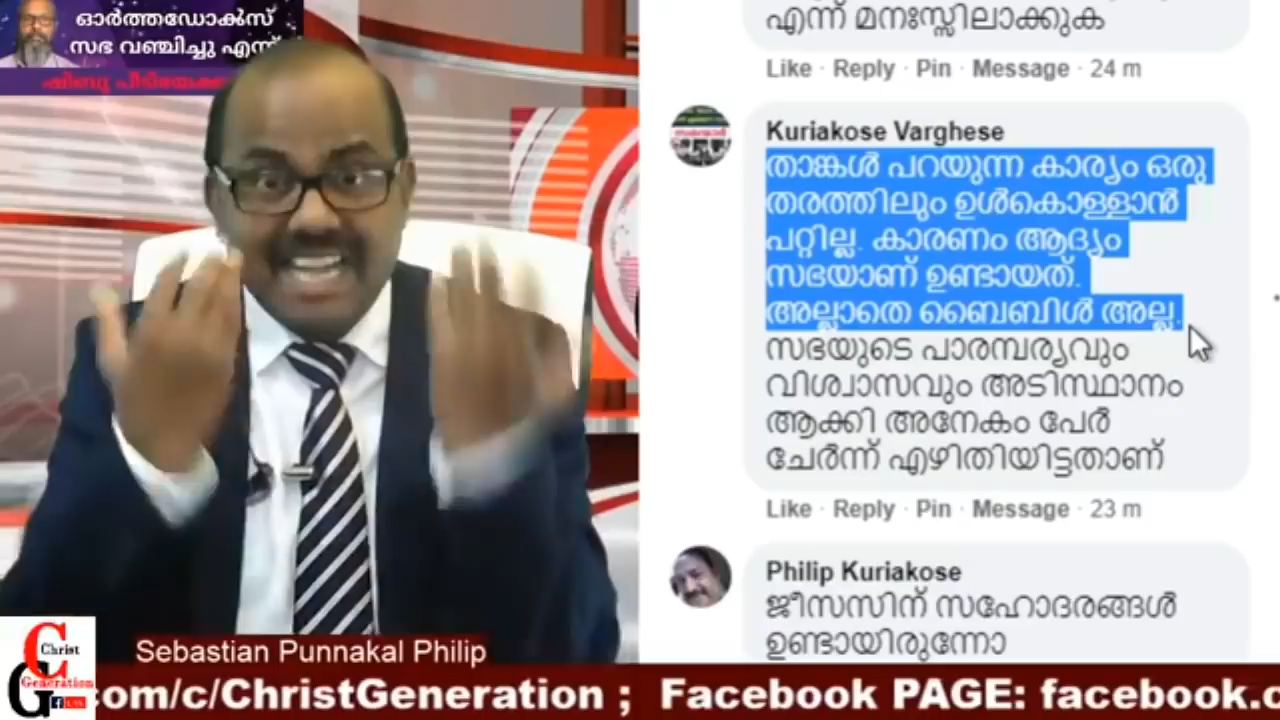 ഓർത്തഡോക്സ്
സഭ വഞ്ചിച്ചു എന്ന്
ഷിബു
എന്ന് മനഃസ്സിലാക്കുക
Like · Reply · Pin · Message · 24 m
Kuriakose Varghese
താങ്കൾ പറയുന്ന കാര്യം ഒരു
തരത്തിലും ഉൾകൊള്ളാൻ
പറ്റില്ല. കാരണം ആദ്യം
സഭയാണ് ഉണ്ടായത്.
അല്ലാതെ ബൈബിൾ അല്ല.
സഭയുടെ പാരമ്പര്യവും
വിശ്വാസവും അടിസ്ഥാനം
ആക്കി അനേകം പേർ
ചേർന്ന് എഴിതിയിട്ടതാണ്
Like · Reply · Pin · Message · 23 m
Philip Kuriakose
ജീസസിന് സഹോദരങ്ങൾ
ഉണ്ടായിരുന്നോ
Sebastian Punnakal Philip
Christ
Generation
.com/c/ChristGeneration ; Facebook PAGE: facebook.c